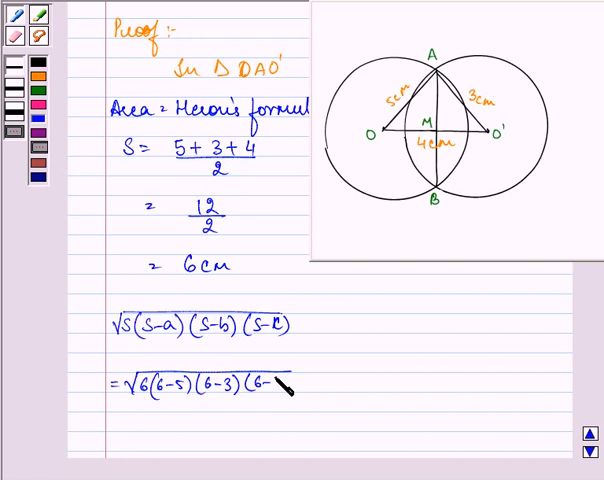 Proof :-
In Δ OAO'
Area = Heron's formul
S = 5 + 3 + 4 / 2
= 12 / 2
= 6 cm
√S(S-a)(S-b)(S-c)
= √6(6-5)(6-3)(6-
A
5cm 3cm
O M O'
4cm
B